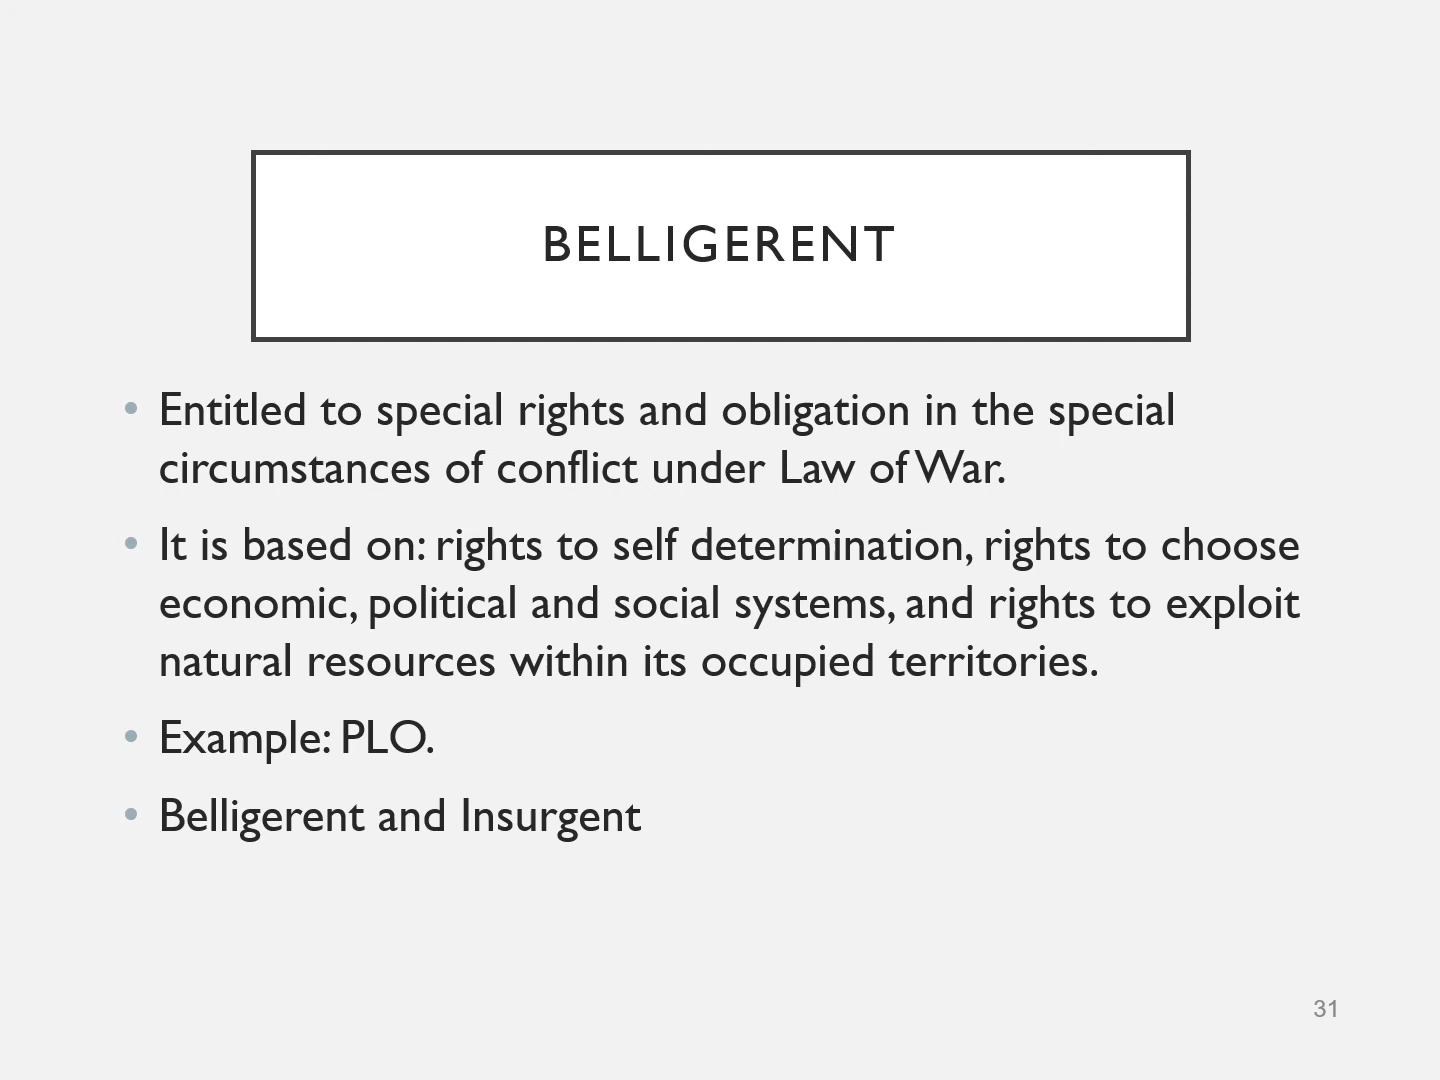 BELLIGERENT
• Entitled to special rights and obligation in the special
circumstances of conflict under Law of War.
• It is based on: rights to self determination, rights to choose
economic, political and social systems, and rights to exploit
natural resources within its occupied territories.
• Example: PLO.
• Belligerent and Insurgent
31